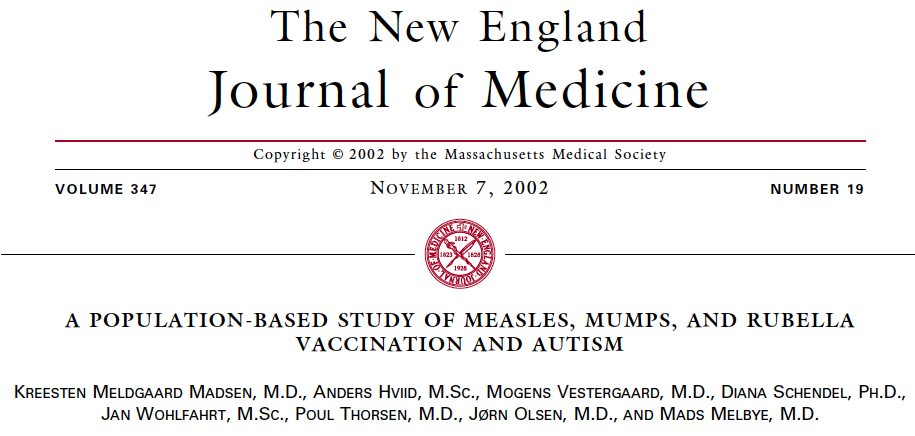 The New England
Journal of Medicine
Copyright © 2002 by the Massachusetts Medical Society
VOLUME 347
NOVEMBER 7, 2002
NUMBER 19
THE NEW ENGLAND JOURNAL OF MEDICINE
1812
1823
1828
1928
A POPULATION-BASED STUDY OF MEASLES, MUMPS, AND RUBELLA
VACCINATION AND AUTISM
KREESTEN MELDGAARD MADSEN, M.D., ANDERS HVIID, M.SC., MOGENS VESTERGAARD, M.D., DIANA SCHENDEL, PH.D.,
JAN WOHLFAHRT, M.SC., POUL THORSEN, M.D., JØRN OLSEN, M.D., AND MADS MELBYE, M.D.